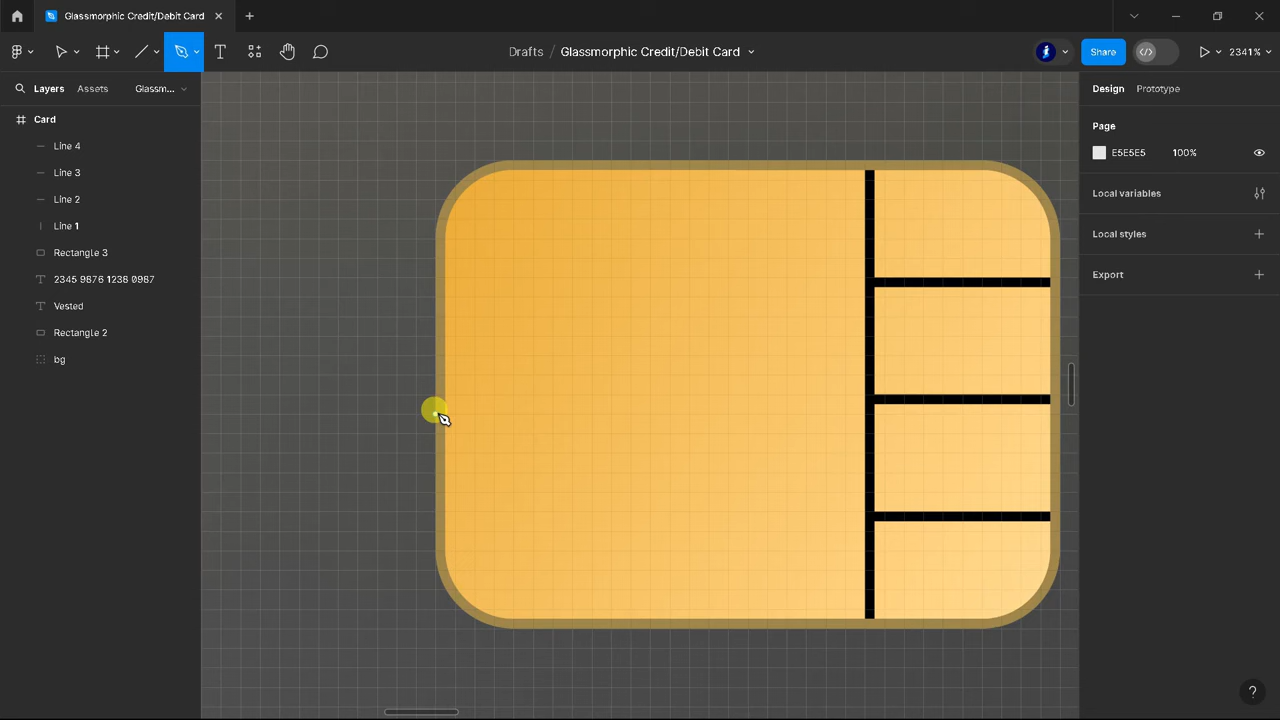 Glassmorphic Credit/Debit Card
Drafts / Glassmorphic Credit/Debit Card
Share
2341%
Layers
Assets
Glassm...
Design
Prototype
Card
Line 4
Line 3
Line 2
Line 1
Rectangle 3
2345 9876 1238 0987
Vested
Rectangle 2
bg
Page
E5E5E5
100%
Local variables
Local styles
Export
?